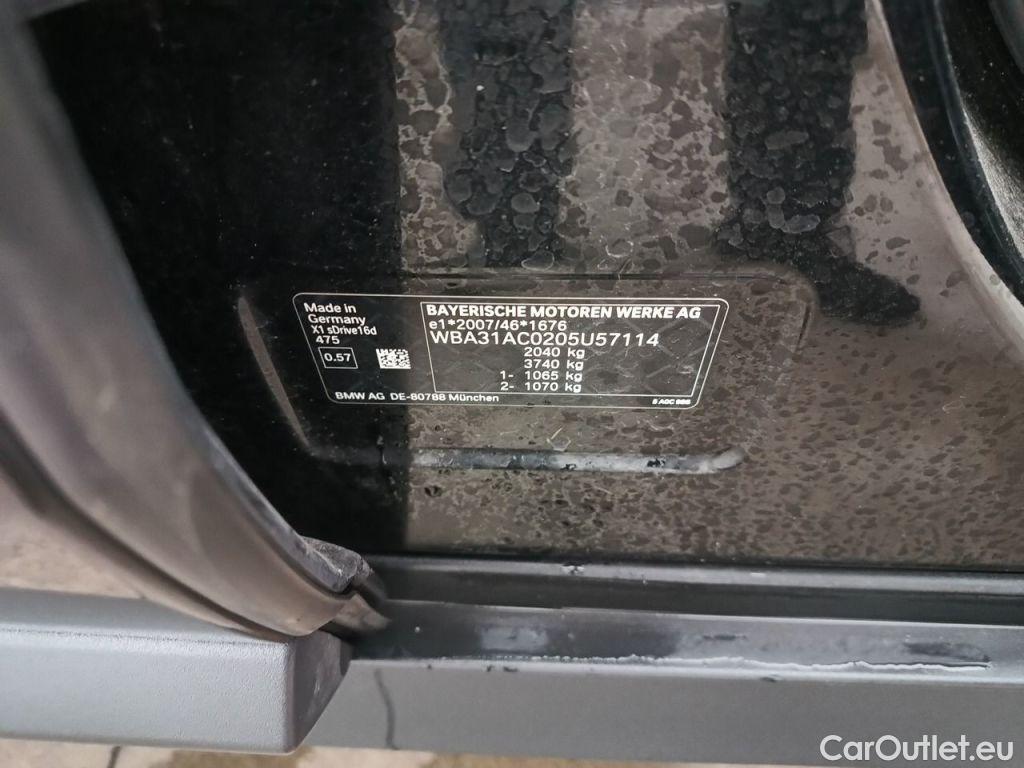 Made in
Germany
X1 sDrive16d
475
0.57
BAYERISCHE MOTOREN WERKE AG
e1*2007/46*1676
WBA31AC0205U57114
2040 kg
3740 kg
1- 1065 kg
2- 1070 kg
BMW AG DE-80788 München
CarOutlet.eu